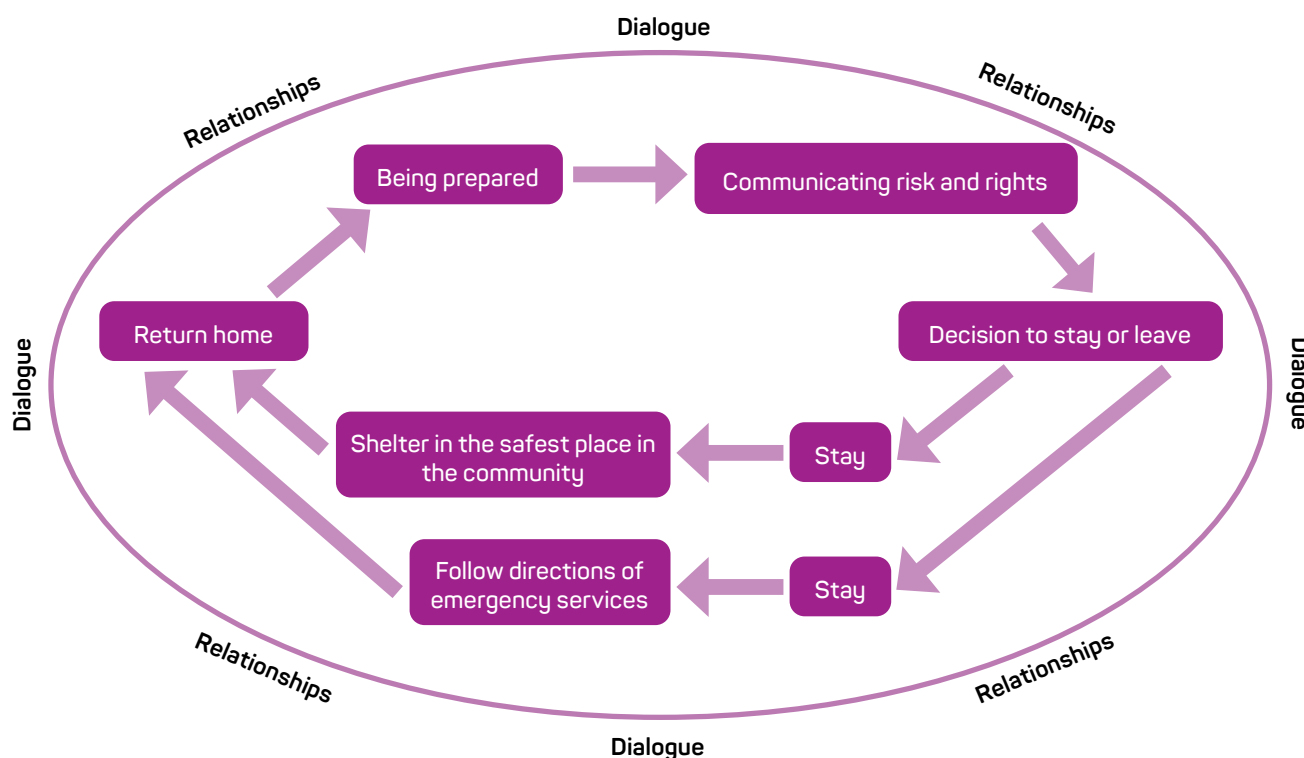 Dialogue
Relationships
Relationships
Being prepared
Communicating risk and rights
Return home
Decision to stay or leave
Dialogue
Dialogue
Shelter in the safest place in
the community
Stay
Follow directions of
emergency services
Stay
Relationships
Relationships
Dialogue